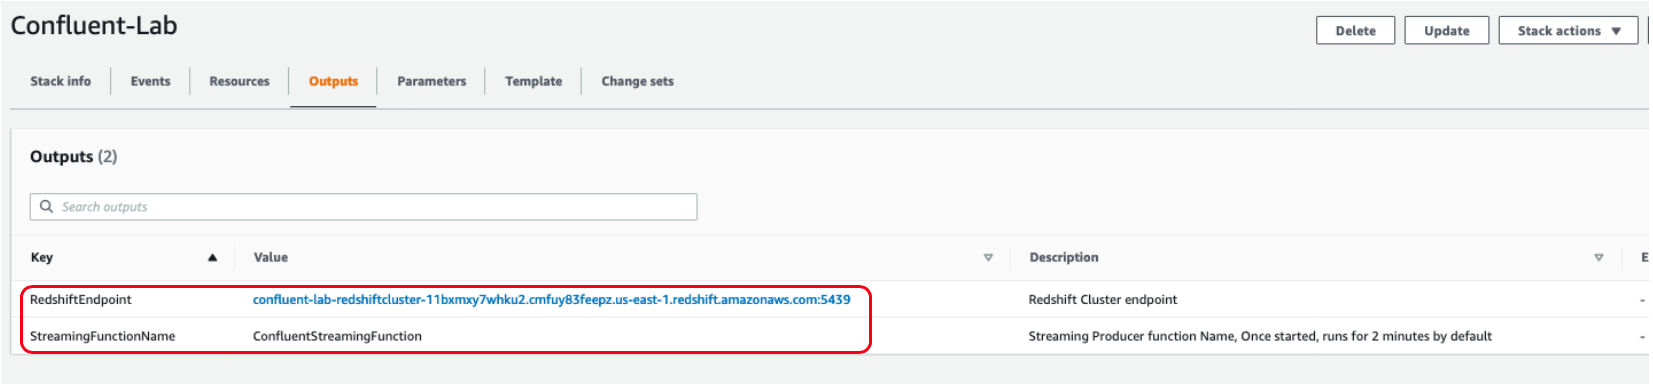 Confluent-Lab
Delete Update Stack actions
Stack info Events Resources Outputs Parameters Template Change sets
Outputs (2)
Search outputs
Key Value Description E
RedshiftEndpoint confluent-lab-redshiftcluster-11bxmxy7whku2.cmfuy83feepz.us-east-1.redshift.amazonaws.com:5439 Redshift Cluster endpoint -
StreamingFunctionName ConfluentStreamingFunction Streaming Producer function Name, Once started, runs for 2 minutes by default -